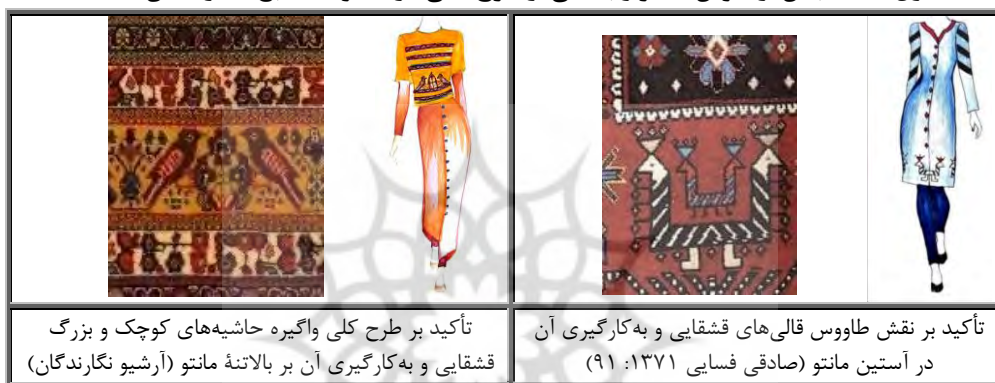 تأکید بر نقش طاووس قالی‌های قشقایی و به‌کارگیری آن
در آستین مانتو (صادقی فسایی ۱۳۷۱: ۹۱)
تأکید بر طرح کلی واگیره حاشیه‌های کوچک و بزرگ
قشقایی و به‌کارگیری آن بر بالاتنهٔ مانتو (آرشیو نگارندگان)